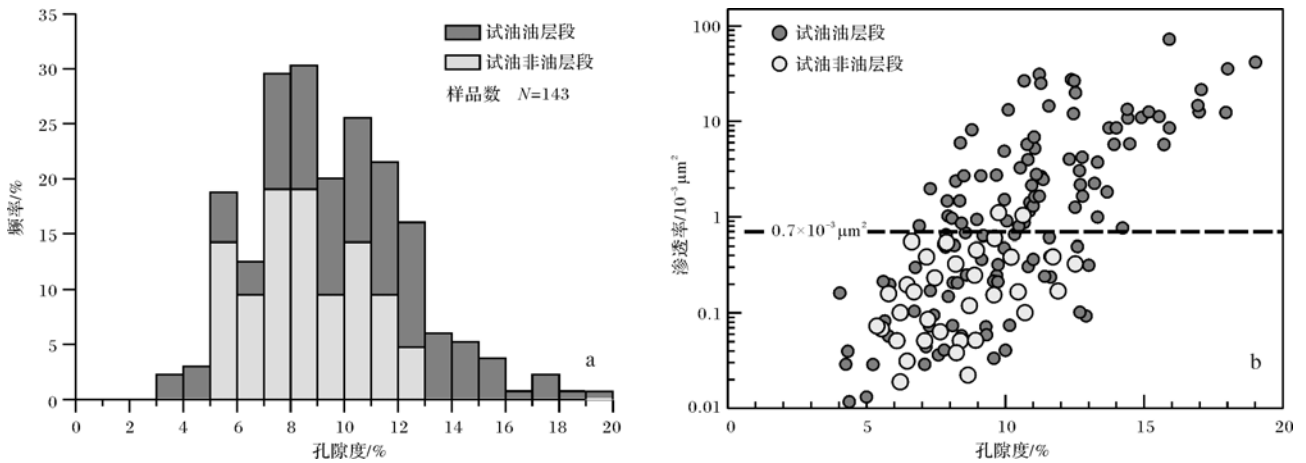 35
30
25
20
15
10
5
0
频率/%
试油油层段
试油非油层段
样品数 N=143
a
0 2 4 6 8 10 12 14 16 18 20
孔隙度/%
100
10
1
0.1
0.01
渗透率/10⁻³ μm²
试油油层段
试油非油层段
0.7×10⁻³ μm²
b
0 5 10 15 20
孔隙度/%